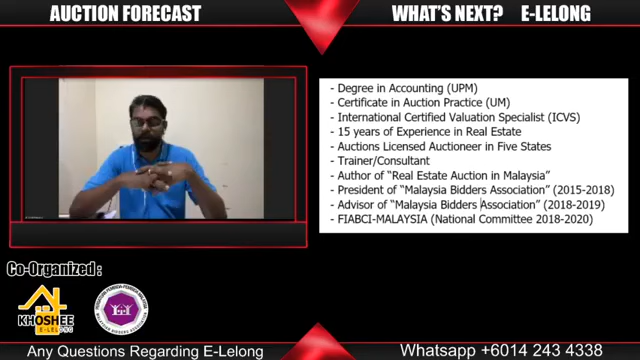 AUCTION FORECAST
WHAT'S NEXT? E-LELONG
- Degree in Accounting (UPM)
- Certificate in Auction Practice (UM)
- International Certified Valuation Specialist (ICVS)
- 15 years of Experience in Real Estate
- Auctions Licensed Auctioneer in Five States
- Trainer/Consultant
- Author of "Real Estate Auction in Malaysia"
- President of "Malaysia Bidders Association" (2015-2018)
- Advisor of "Malaysia Bidders Association" (2018-2019)
- FIABCI-MALAYSIA (National Committee 2018-2020)
Co-Organized :
KHOSHEE
E-LELONG
Any Questions Regarding E-Lelong
Whatsapp +6014 243 4338